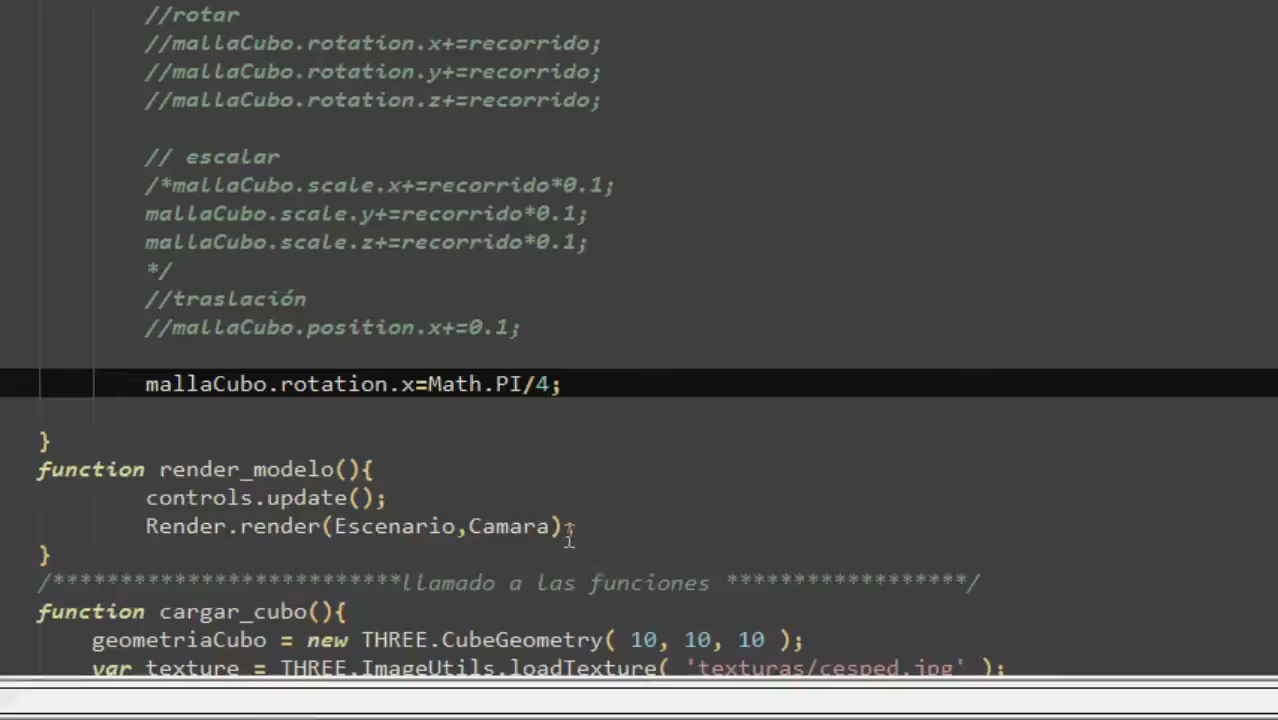 //rotar
//mallaCubo.rotation.x+=recorrido;
//mallaCubo.rotation.y+=recorrido;
//mallaCubo.rotation.z+=recorrido;
// escalar
/*mallaCubo.scale.x+=recorrido*0.1;
mallaCubo.scale.y+=recorrido*0.1;
mallaCubo.scale.z+=recorrido*0.1;
*/
//traslación
//mallaCubo.position.x+=0.1;
mallaCubo.rotation.x=Math.PI/4;
}
function render_modelo(){
controls.update();
Render.render(Escenario,Camara);
}
/**************************llamado a las funciones ******************/
function cargar_cubo(){
geometriaCubo = new THREE.CubeGeometry( 10, 10, 10 );
var texture = THREE.ImageUtils.loadTexture( 'texturas/cesped.jpg' );